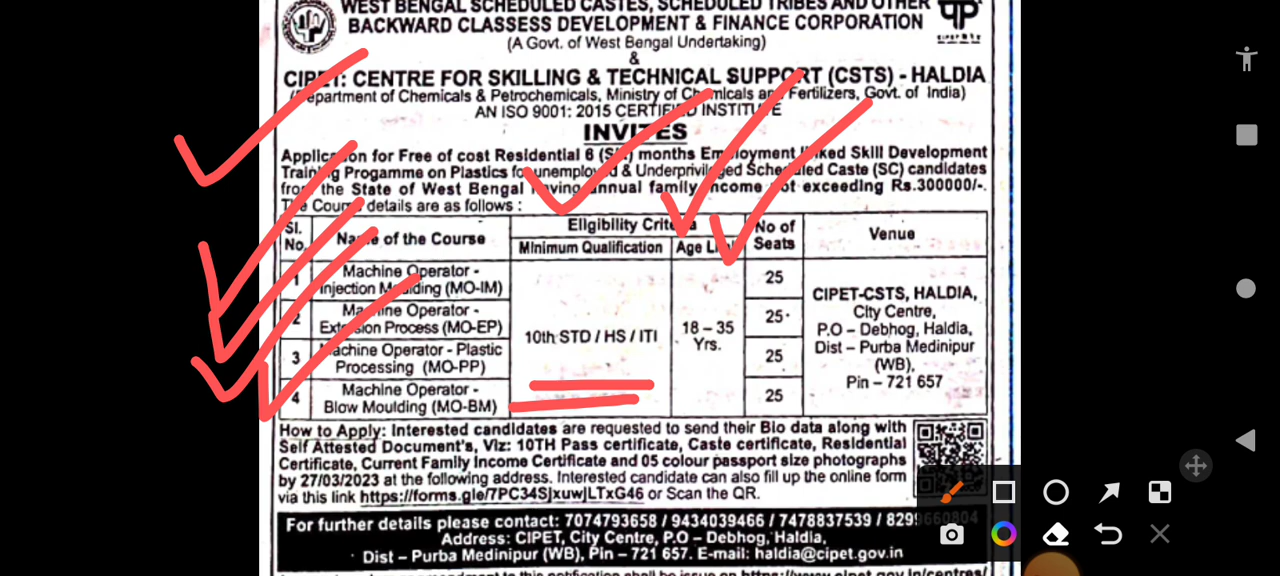 WEST BENGAL SCHEDULED CASTES, SCHEDULED TRIBES AND OTHER
BACKWARD CLASSESS DEVELOPMENT & FINANCE CORPORATION
(A Govt. of West Bengal Undertaking)
&
CIPET: CENTRE FOR SKILLING & TECHNICAL SUPPORT (CSTS) - HALDIA
(Department of Chemicals & Petrochemicals, Ministry of Chemicals and Fertilizers, Govt. of India)
AN ISO 9001: 2015 CERTIFIED INSTITUTE
INVITES
Application for Free of cost Residential 6 (Six) months Employment linked Skill Development
Training Progamme on Plastics for unemployed & Underprivileged Scheduled Caste (SC) candidates
from the State of West Bengal having annual family income not exceeding Rs.300000/-.
The Course details are as follows :
Sl. No. Name of the Course Eligibility Criteria No of Seats Venue
Minimum Qualification Age Limit
1 Machine Operator - Injection Moulding (MO-IM) 25
2 Machine Operator - Extrusion Process (MO-EP) 25
3 Machine Operator - Plastic Processing (MO-PP) 25
4 Machine Operator - Blow Moulding (MO-BM) 25
10th STD / HS / ITI
18 – 35 Yrs.
CIPET-CSTS, HALDIA,
City Centre,
P.O – Debhog, Haldia,
Dist – Purba Medinipur
(WB),
Pin – 721 657
How to Apply: Interested candidates are requested to send their Bio data along with
Self Attested Document's, Viz: 10TH Pass certificate, Caste certificate, Residential
Certificate, Current Family Income Certificate and 05 colour passport size photographs
by 27/03/2023 at the following address. Interested candidate can also fill up the online form
via this link https://forms.gle/7PC34SjxuwjLTxG46 or Scan the QR.
For further details please contact: 7074793658 / 9434039466 / 7478837539 / 8299660804
Address: CIPET, City Centre, P.O – Debhog, Haldia,
Dist – Purba Medinipur (WB), Pin – 721 657. E-mail: haldia@cipet.gov.in